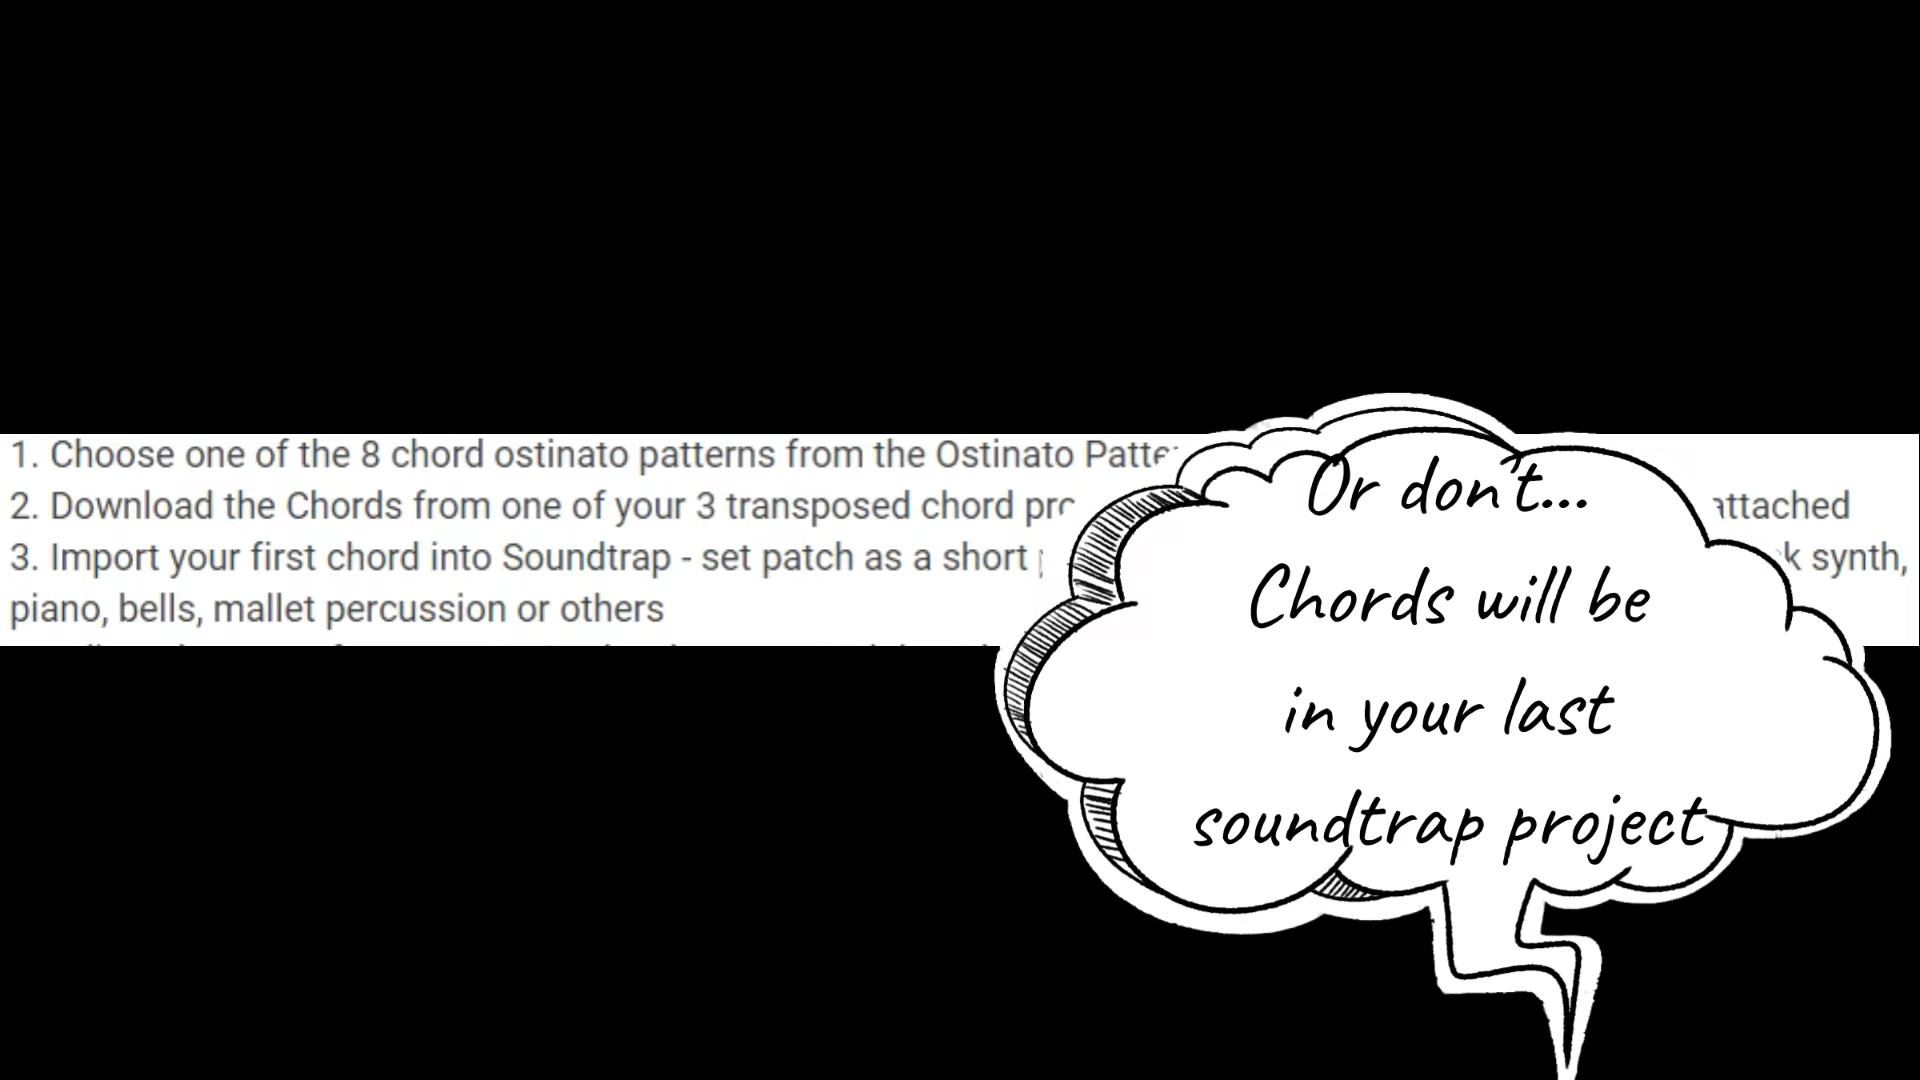 1. Choose one of the 8 chord ostinato patterns from the Ostinato
2. Download the Chords from one of your 3 transposed chord attached
3. Import your first chord into Soundtrap - set patch as a short synth,
piano, bells, mallet percussion or others
Or don't...
Chords will be
in your last
soundtrap project